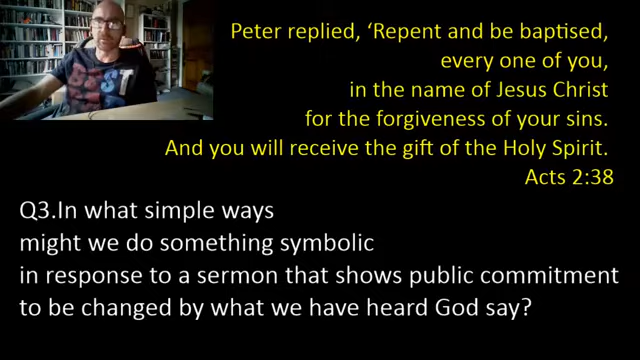 Peter replied, ‘Repent and be baptised,
every one of you,
in the name of Jesus Christ
for the forgiveness of your sins.
And you will receive the gift of the Holy Spirit.
Acts 2:38
Q3.In what simple ways
might we do something symbolic
in response to a sermon that shows public commitment
to be changed by what we have heard God say?